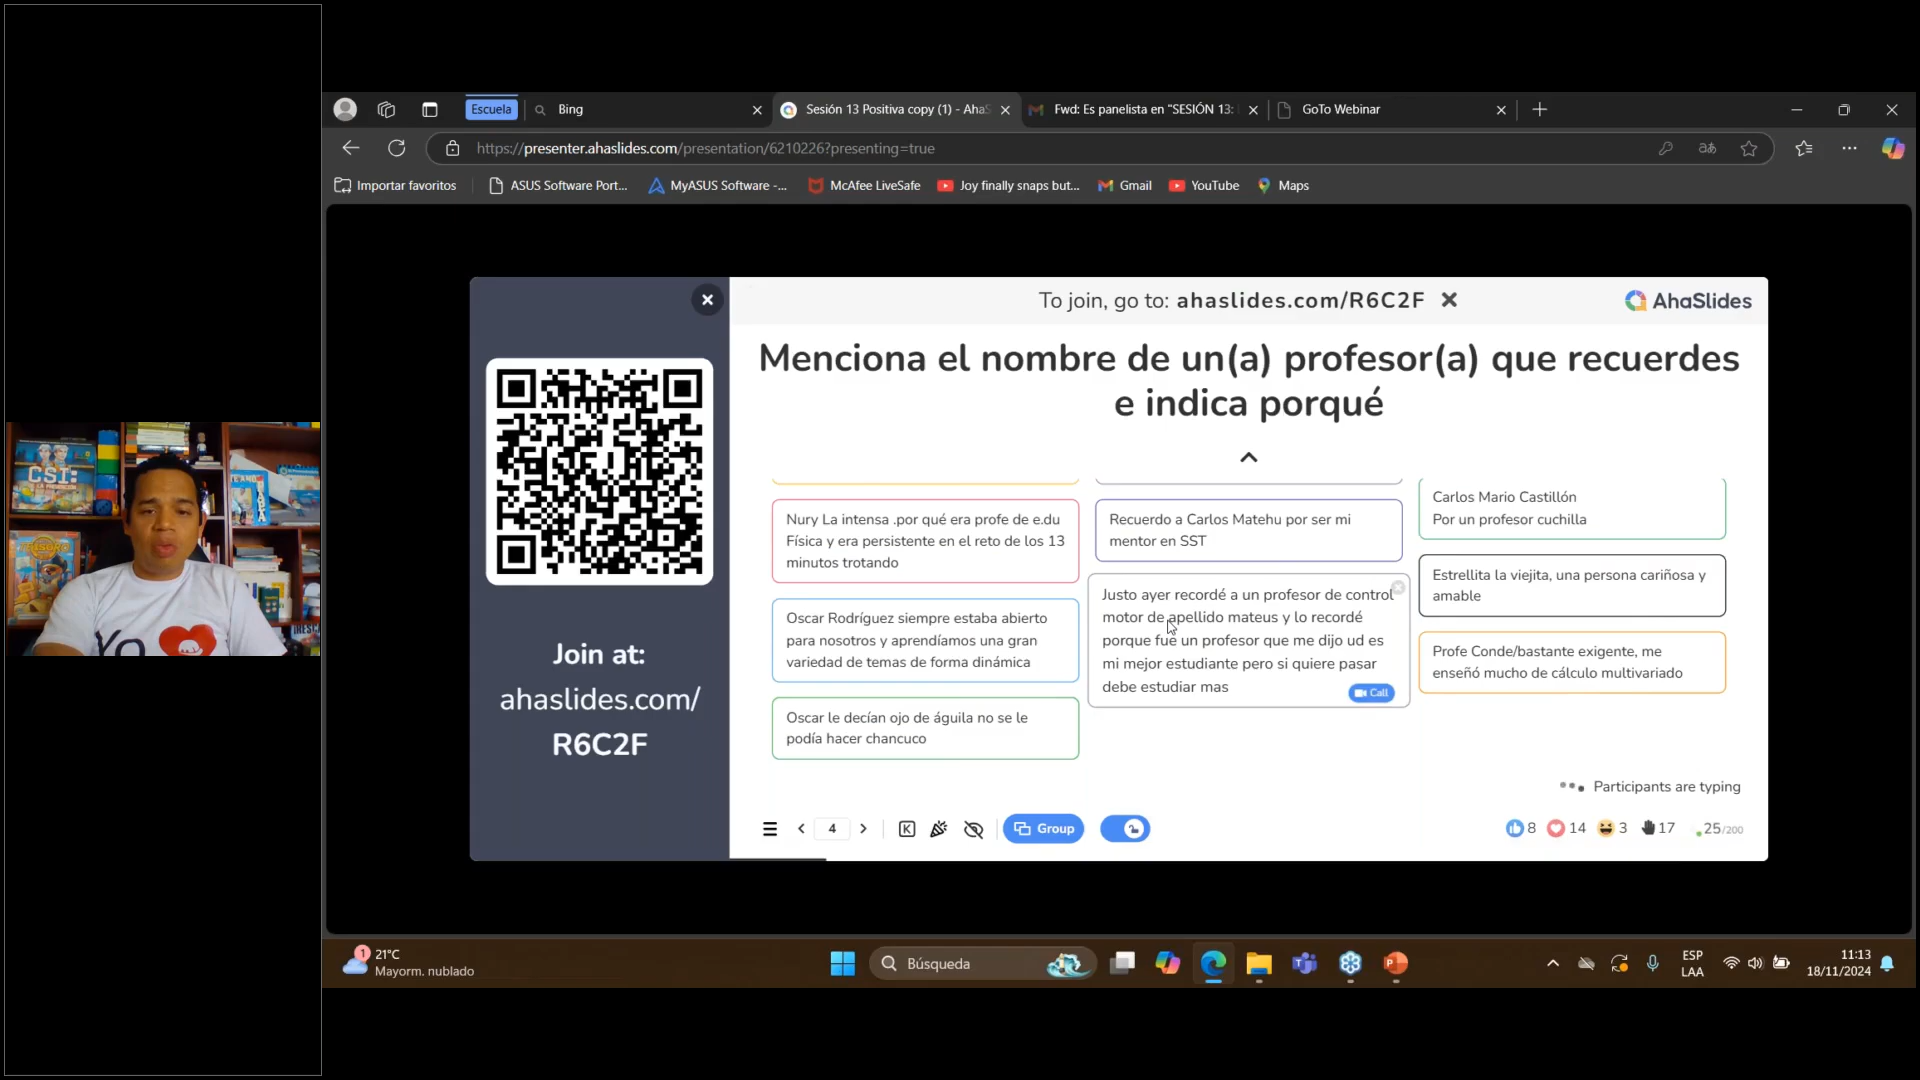 Escuela
Bing
Sesión 13 Positiva copy (1) - AhaS
Fwd: Es panelista en "SESIÓN 13:
GoTo Webinar
https://presenter.ahaslides.com/presentation/6210226?presenting=true
Importar favoritos
ASUS Software Port...
MyASUS Software -...
McAfee LiveSafe
Joy finally snaps but...
Gmail
YouTube
Maps
To join, go to: ahaslides.com/R6C2F
AhaSlides
Menciona el nombre de un(a) profesor(a) que recuerdes
e indica porqué
Nury La intensa .por qué era profe de e.du
Física y era persistente en el reto de los 13
minutos trotando
Oscar Rodríguez siempre estaba abierto
para nosotros y aprendíamos una gran
variedad de temas de forma dinámica
Oscar le decían ojo de águila no se le
podía hacer chancuco
Recuerdo a Carlos Matehu por ser mi
mentor en SST
Justo ayer recordé a un profesor de control
motor de apellido mateus y lo recordé
porque fue un profesor que me dijo ud es
mi mejor estudiante pero si quiere pasar
debe estudiar mas
Call
Carlos Mario Castillón
Por un profesor cuchilla
Estrellita la viejita, una persona cariñosa y
amable
Profe Conde/bastante exigente, me
enseñó mucho de cálculo multivariado
Join at:
ahaslides.com/
R6C2F
Participants are typing
4
K
Group
8
14
3
17
25/200
CSI:
Yo
1
21°C
Mayorm. nublado
Búsqueda
ESP
LAA
11:13
18/11/2024